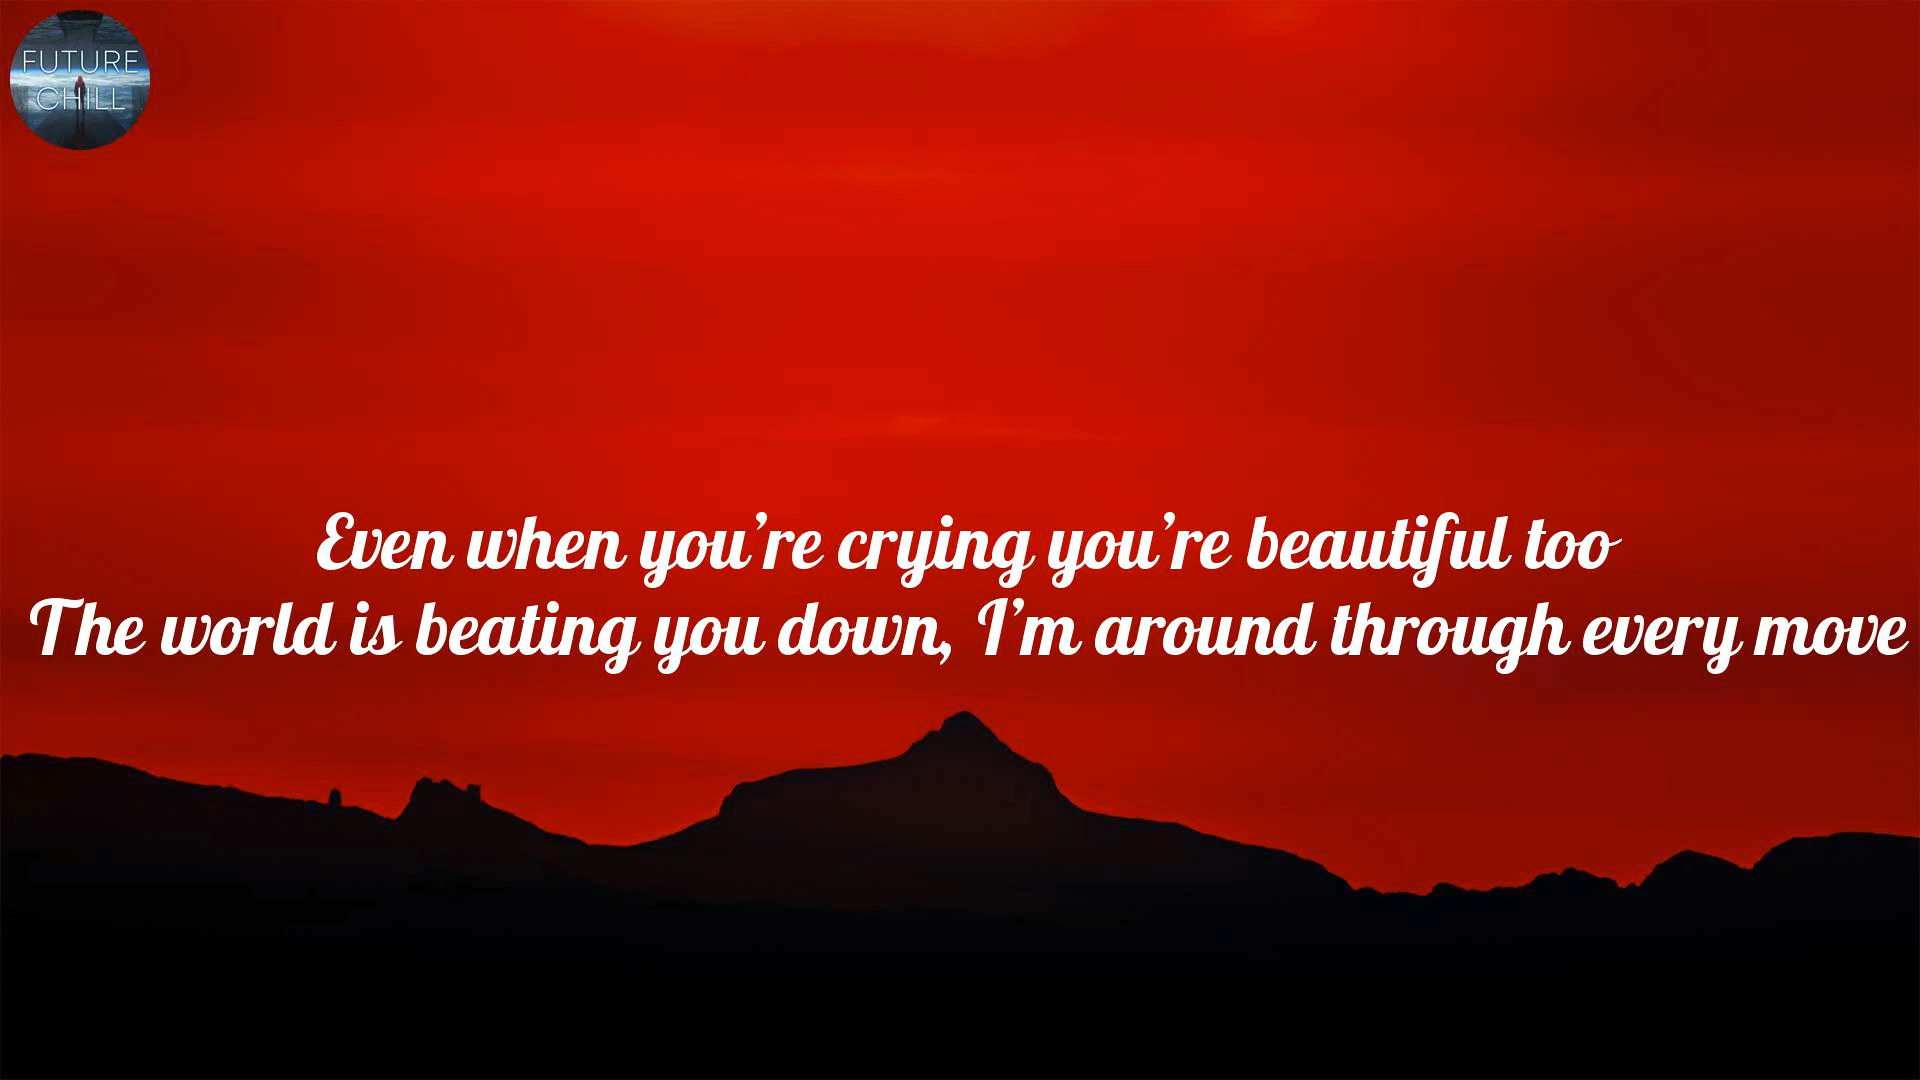 FUTURE
CHILL
Even when you’re crying you’re beautiful too
The world is beating you down, I’m around through every move